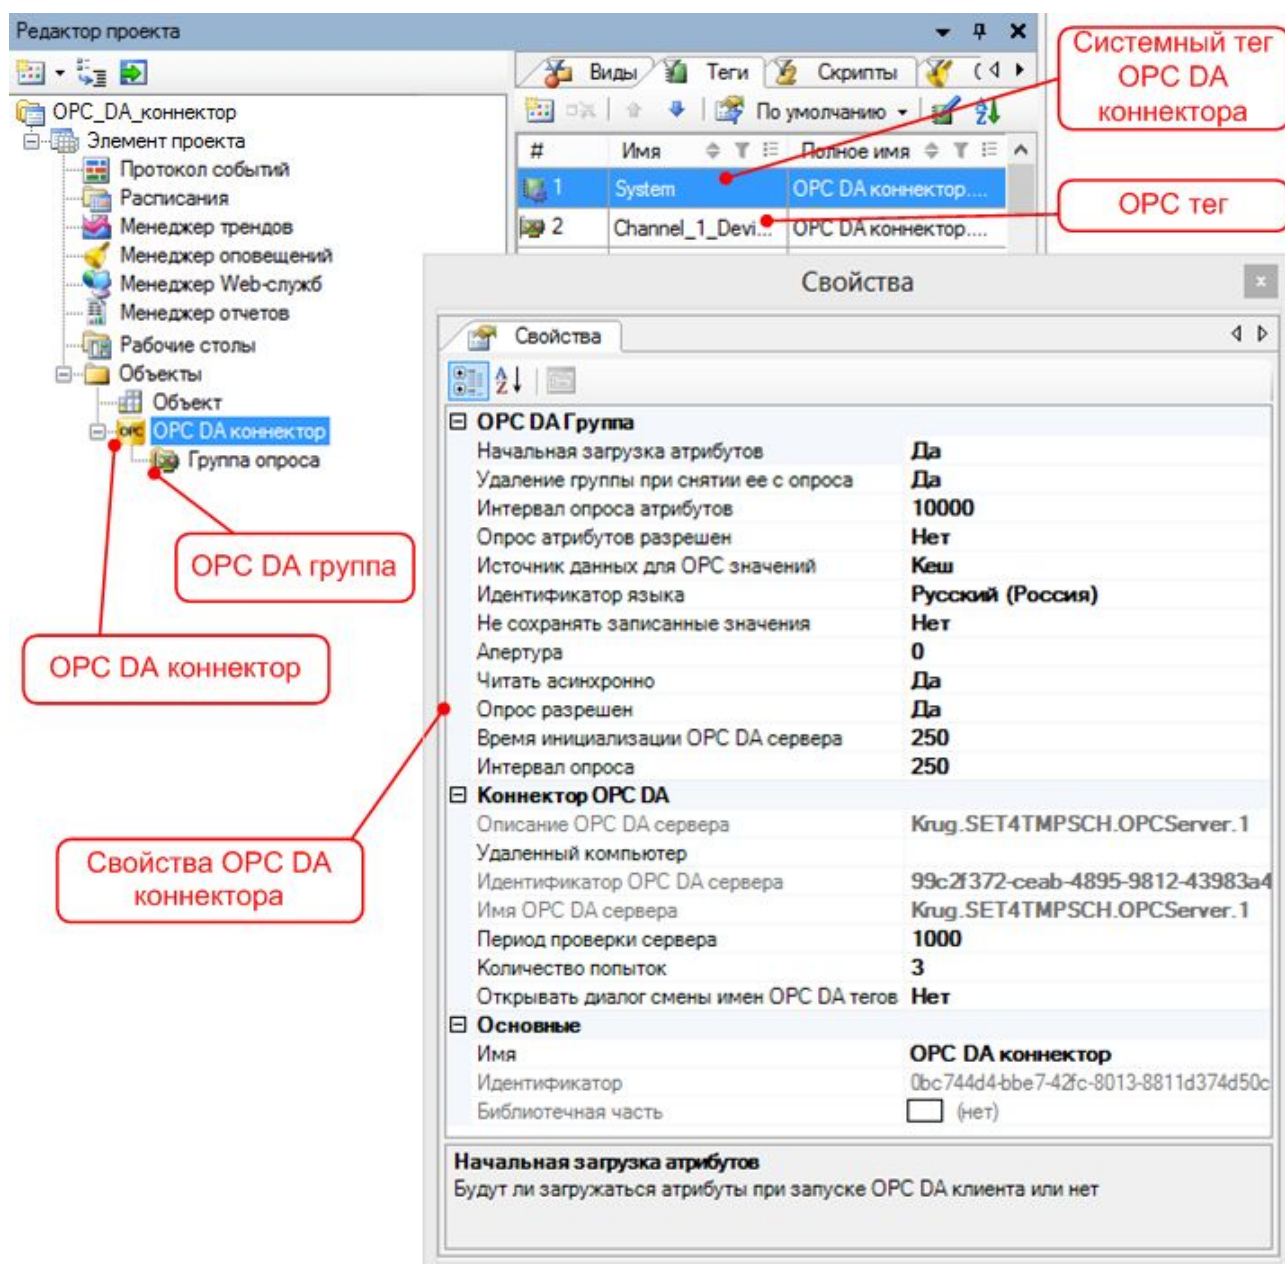 Редактор проекта
OPC_DA_коннектор
Элемент проекта
Протокол событий
Расписания
Менеджер трендов
Менеджер оповещений
Менеджер Web-служб
Менеджер отчетов
Рабочие столы
Объекты
Объект
OPC DA коннектор
Группа опроса
OPC DA группа
OPC DA коннектор
Свойства OPC DA
коннектора
Виды Теги Скрипты
По умолчанию
# Имя Полное имя
1 System OPC DA коннектор....
2 Channel_1_Devi... OPC DA коннектор....
Системный тег
OPC DA
коннектора
OPC тег
Свойства
Свойства
OPC DA Группа
Начальная загрузка атрибутов Да
Удаление группы при снятии ее с опроса Да
Интервал опроса атрибутов 10000
Опрос атрибутов разрешен Нет
Источник данных для OPC значений Кеш
Идентификатор языка Русский (Россия)
Не сохранять записанные значения Нет
Апертура 0
Читать асинхронно Да
Опрос разрешен Да
Время инициализации OPC DA сервера 250
Интервал опроса 250
Коннектор OPC DA
Описание OPC DA сервера Krug.SET4TMPSCH.OPCServer.1
Удаленный компьютер
Идентификатор OPC DA сервера 99c2f372-ceab-4895-9812-43983a4
Имя OPC DA сервера Krug.SET4TMPSCH.OPCServer.1
Период проверки сервера 1000
Количество попыток 3
Открывать диалог смены имен OPC DA тегов Нет
Основные
Имя OPC DA коннектор
Идентификатор 0bc744d4-bbe7-42fc-8013-8811d374d50c
Библиотечная часть (нет)
Начальная загрузка атрибутов
Будут ли загружаться атрибуты при запуске OPC DA клиента или нет